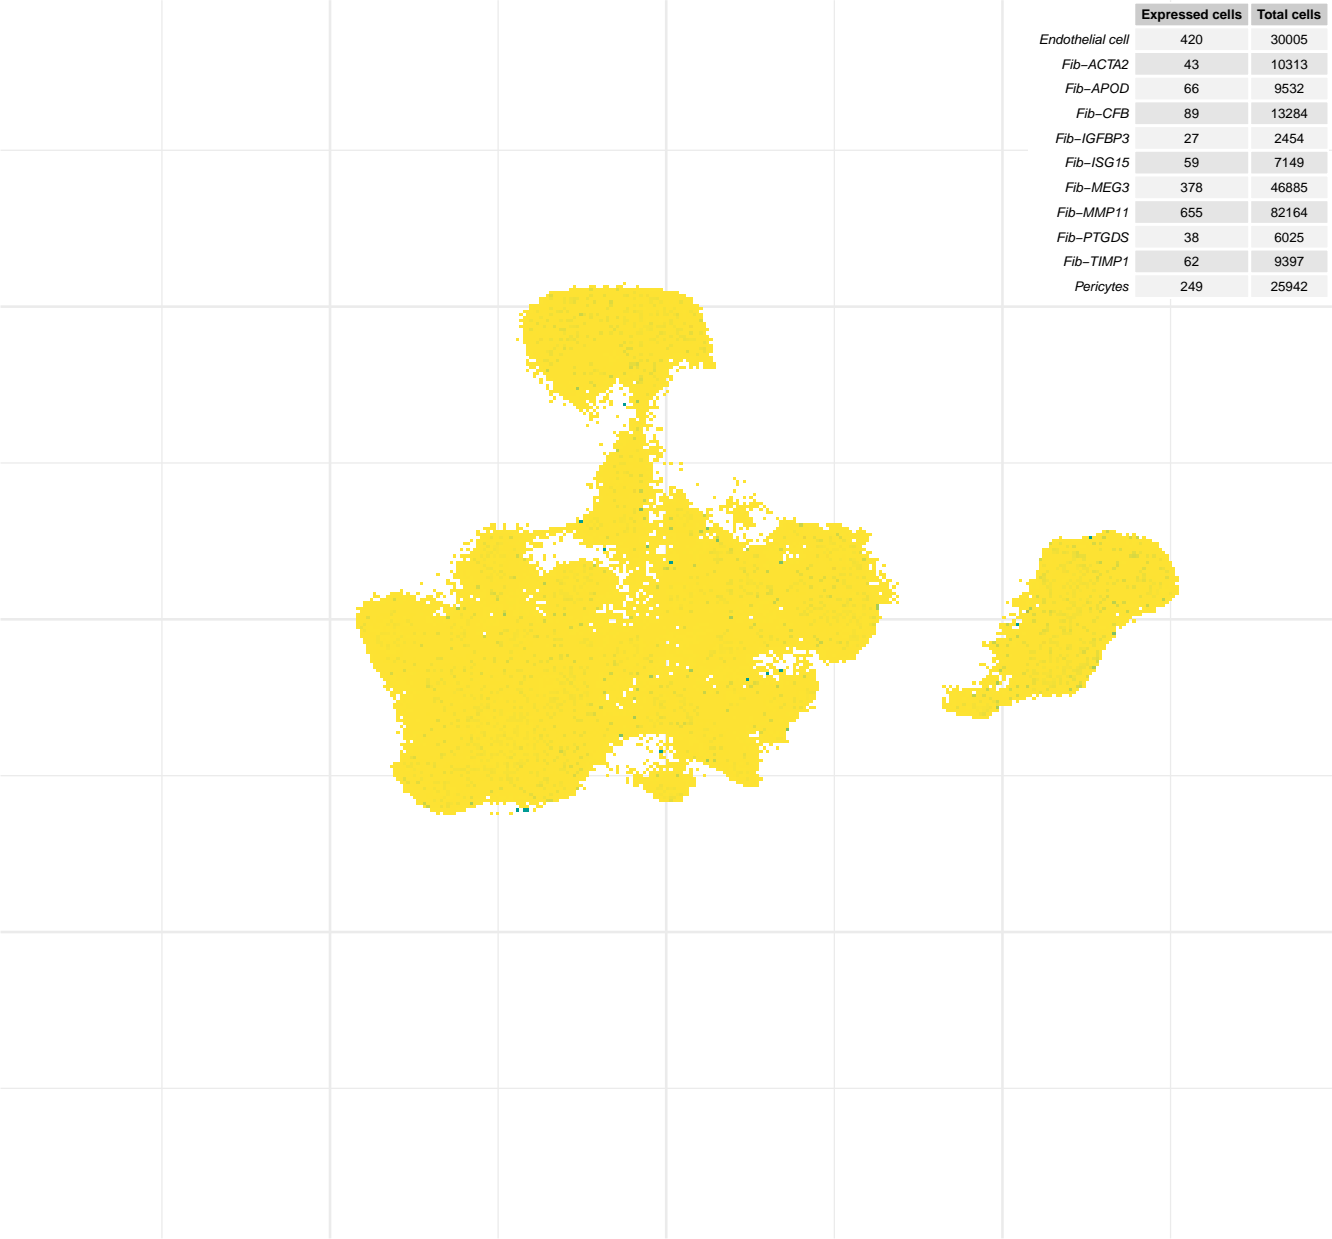 Expressed cells Total cells
Endothelial cell 420 30005
Fib−ACTA2 43 10313
Fib−APOD 66 9532
Fib−CFB 89 13284
Fib−IGFBP3 27 2454
Fib−ISG15 59 7149
Fib−MEG3 378 46885
Fib−MMP11 655 82164
Fib−PTGDS 38 6025
Fib−TIMP1 62 9397
Pericytes 249 25942